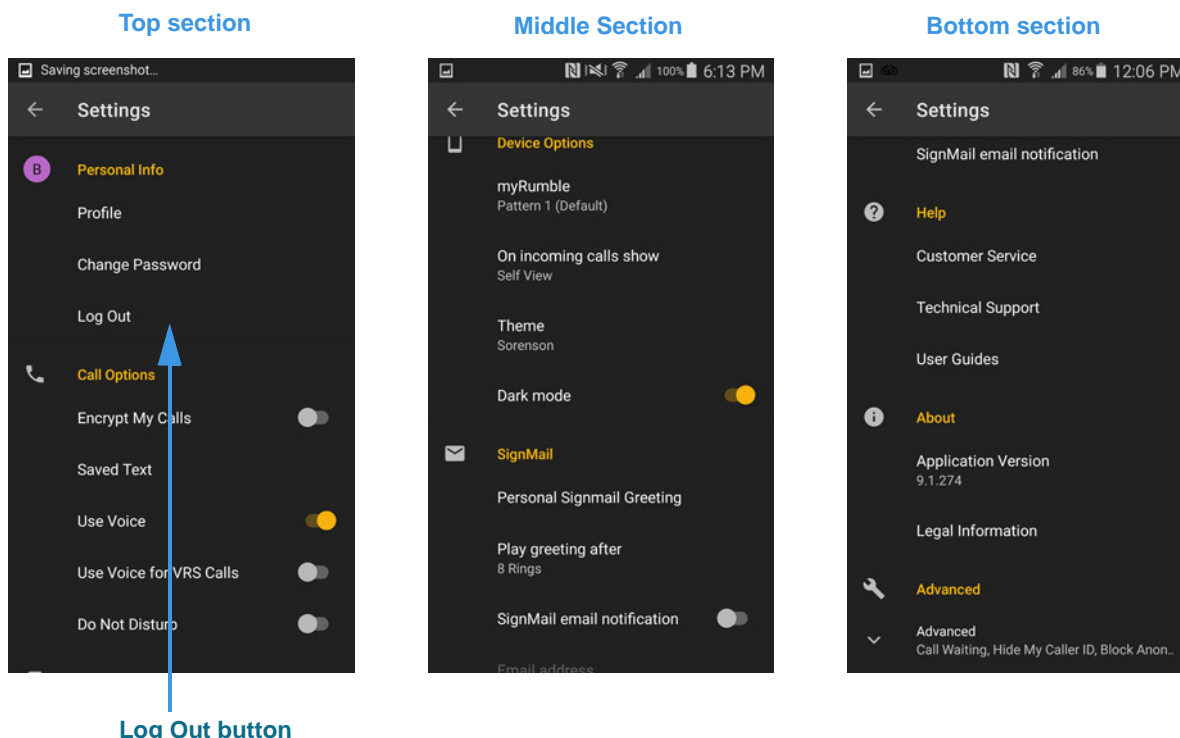 Top section
Saving screenshot...
Settings
B
Personal Info
Profile
Change Password
Log Out
Call Options
Encrypt My Calls
Saved Text
Use Voice
Use Voice for VRS Calls
Do Not Disturb
Log Out button
Middle Section
100% 6:13 PM
Settings
Device Options
myRumble
Pattern 1 (Default)
On incoming calls show
Self View
Theme
Sorenson
Dark mode
SignMail
Personal Signmail Greeting
Play greeting after
8 Rings
SignMail email notification
Email address
Bottom section
86% 12:06 PM
Settings
SignMail email notification
Help
Customer Service
Technical Support
User Guides
About
Application Version
9.1.274
Legal Information
Advanced
Advanced
Call Waiting, Hide My Caller ID, Block Anon..